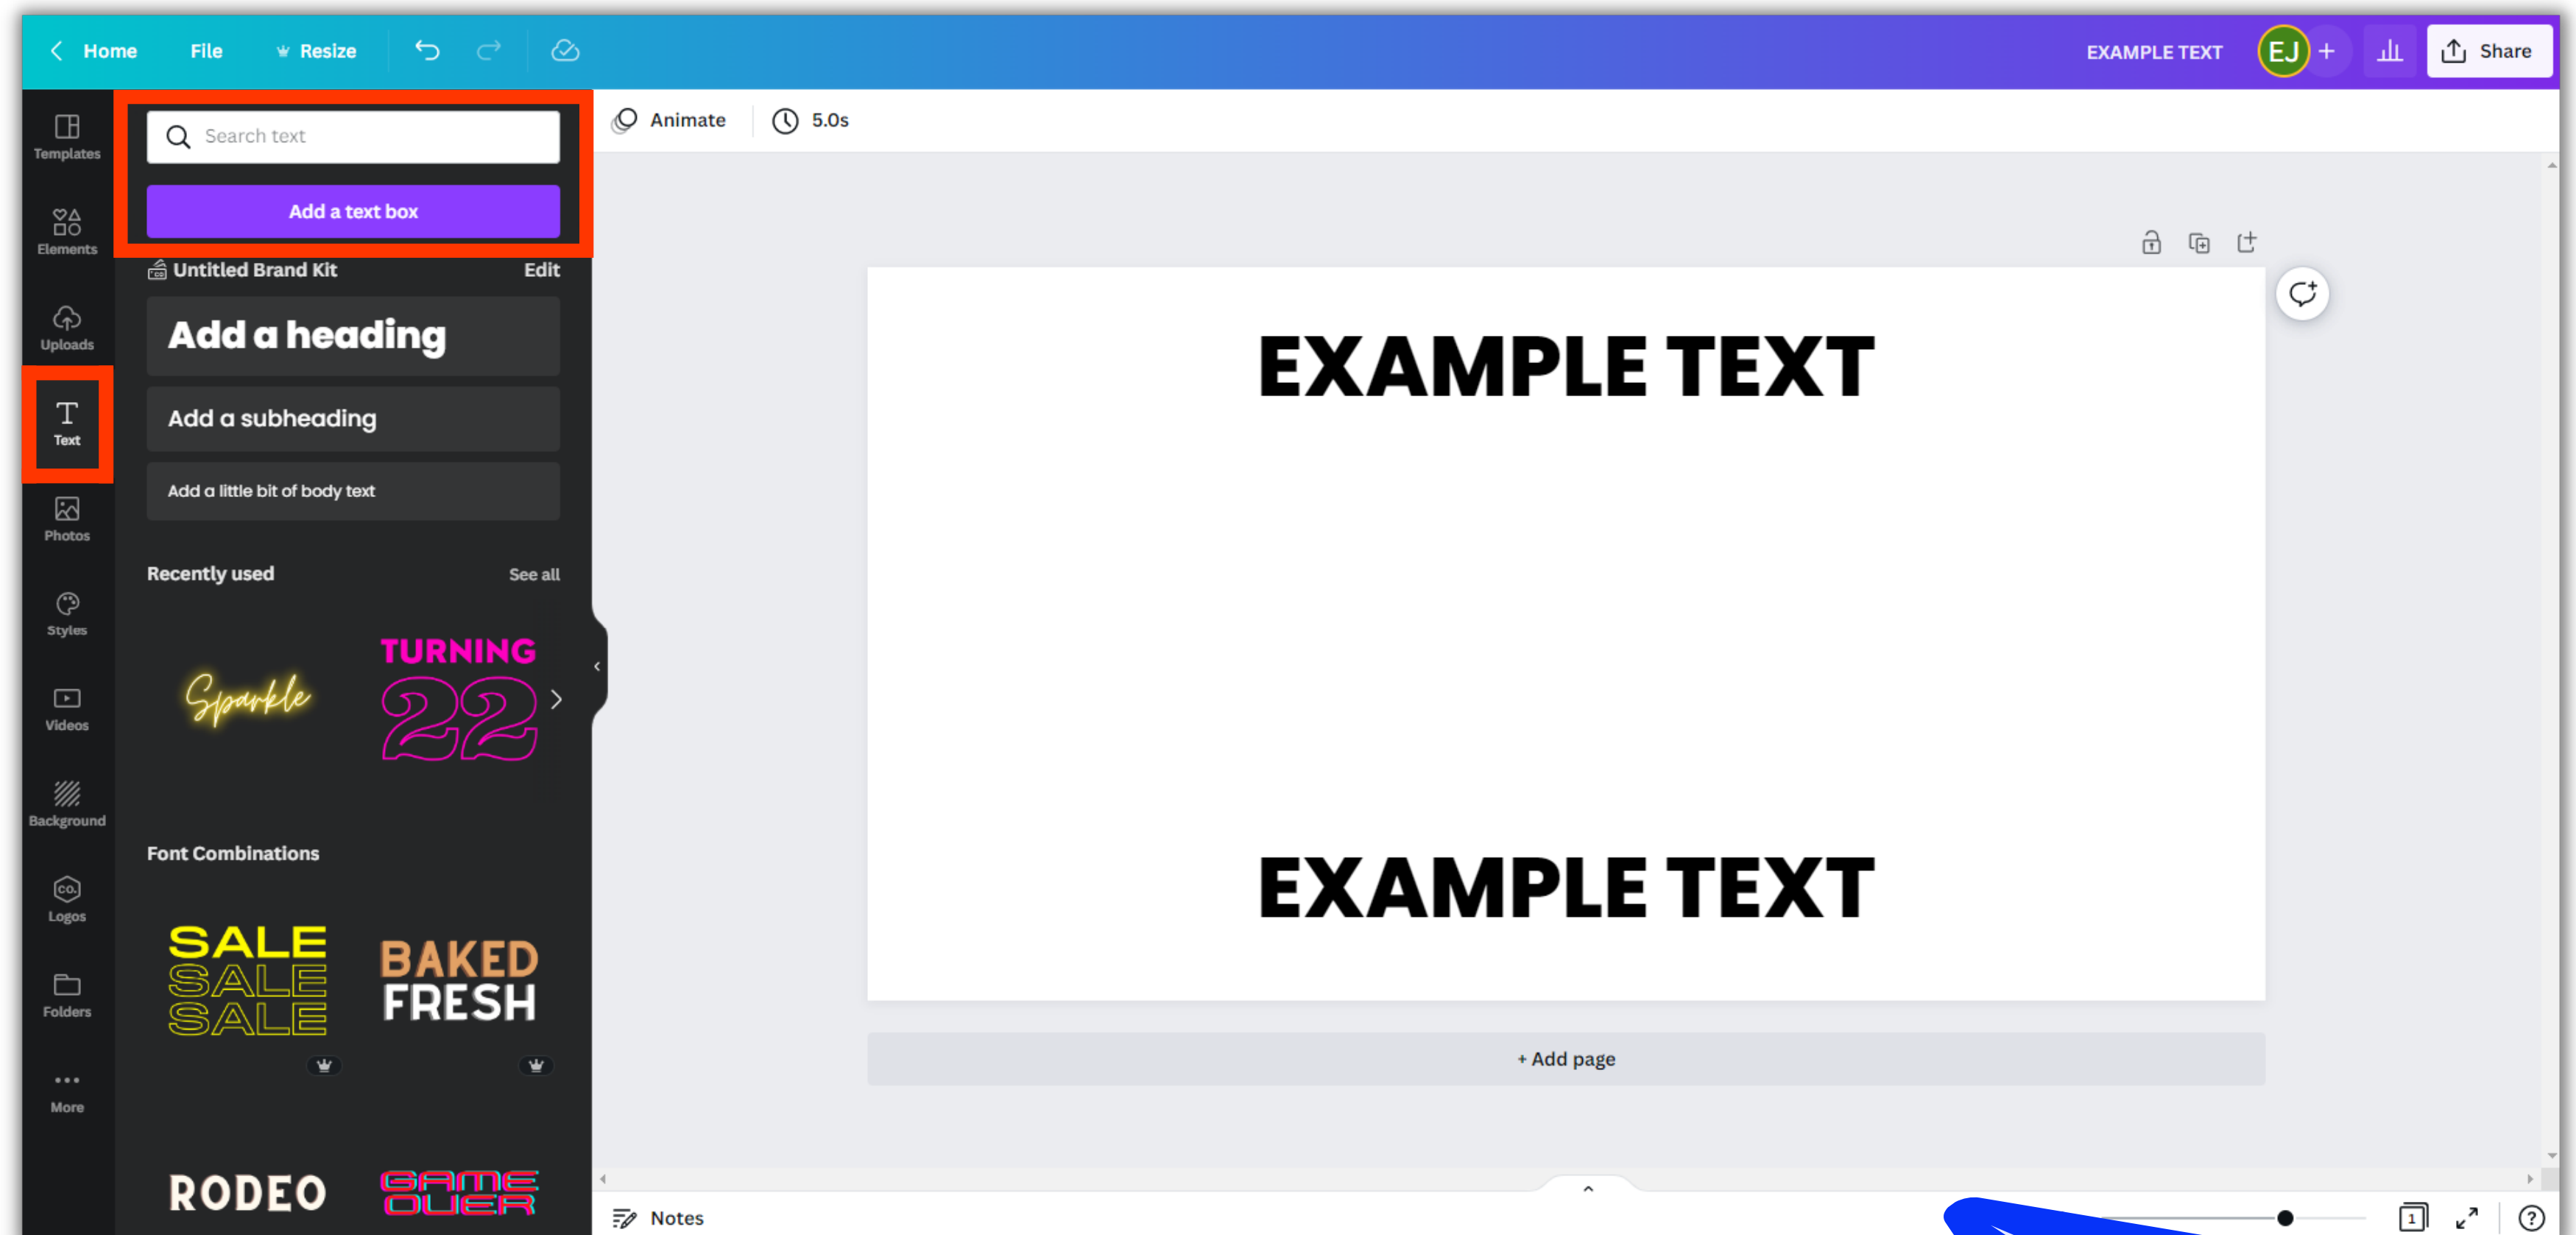 Home File Resize EXAMPLE TEXT EJ + Share
Templates
Elements
Uploads
Text
Photos
Styles
Videos
Background
co.
Logos
Folders
More
Search text
Add a text box
co. Untitled Brand Kit Edit
Add a heading
Add a subheading
Add a little bit of body text
Recently used See all
Sparkle
TURNING
22
Font Combinations
SALE
SALE
SALE
BAKED
FRESH
RODEO
GAME
OVER
Animate 5.0s
EXAMPLE TEXT
EXAMPLE TEXT
+ Add page
Notes 1 ?